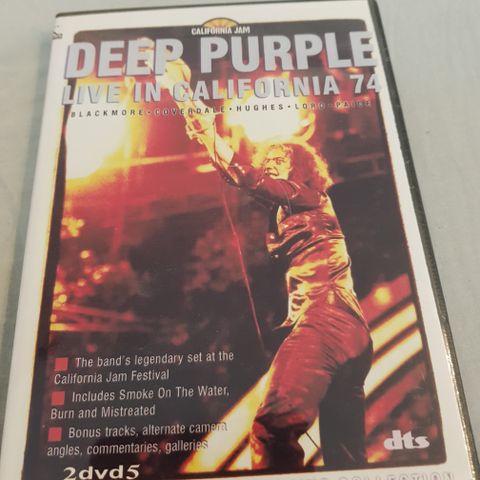 CALIFORNIA JAM
DEEP PURPLE
LIVE IN CALIFORNIA 74
BLACKMORE • COVERDALE • HUGHES • LORD • PAICE
The band's legendary set at the
California Jam Festival
Includes Smoke On The Water,
Burn and Mistreated
Bonus tracks, alternate camera
angles, commentaries, galleries
dts
2dvd5
COLLECTION